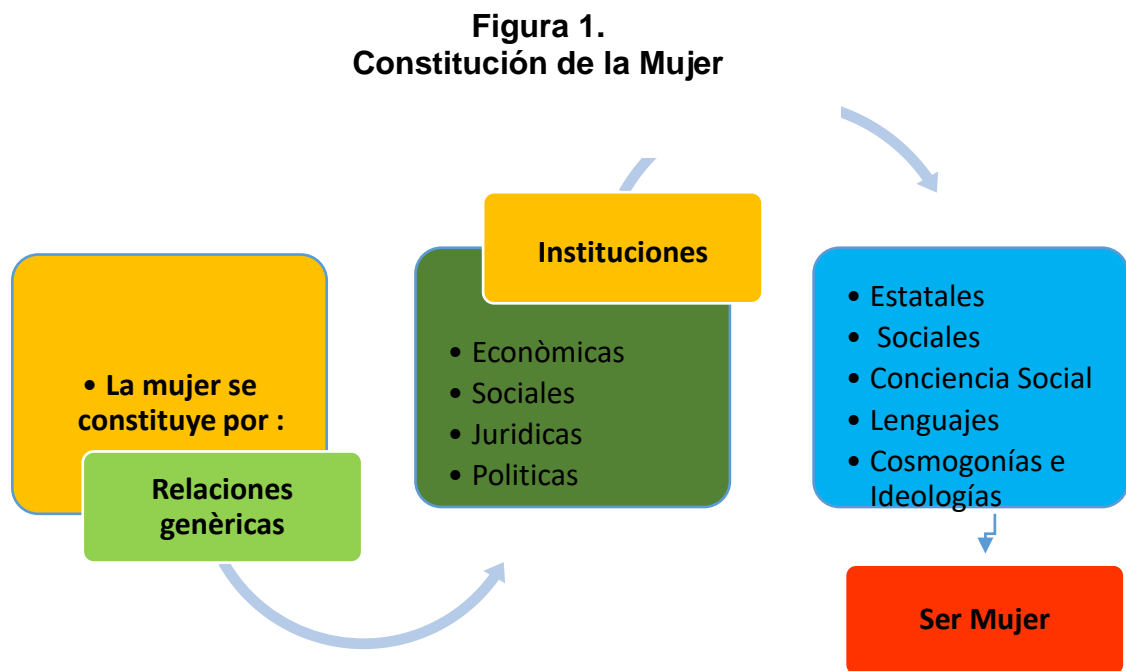 Figura 1.
Constitución de la Mujer
• La mujer se
constituye por :
Relaciones
genèricas
Instituciones
• Econòmicas
• Sociales
• Juridicas
• Politicas
• Estatales
• Sociales
• Conciencia Social
• Lenguajes
• Cosmogonías e
Ideologías
Ser Mujer